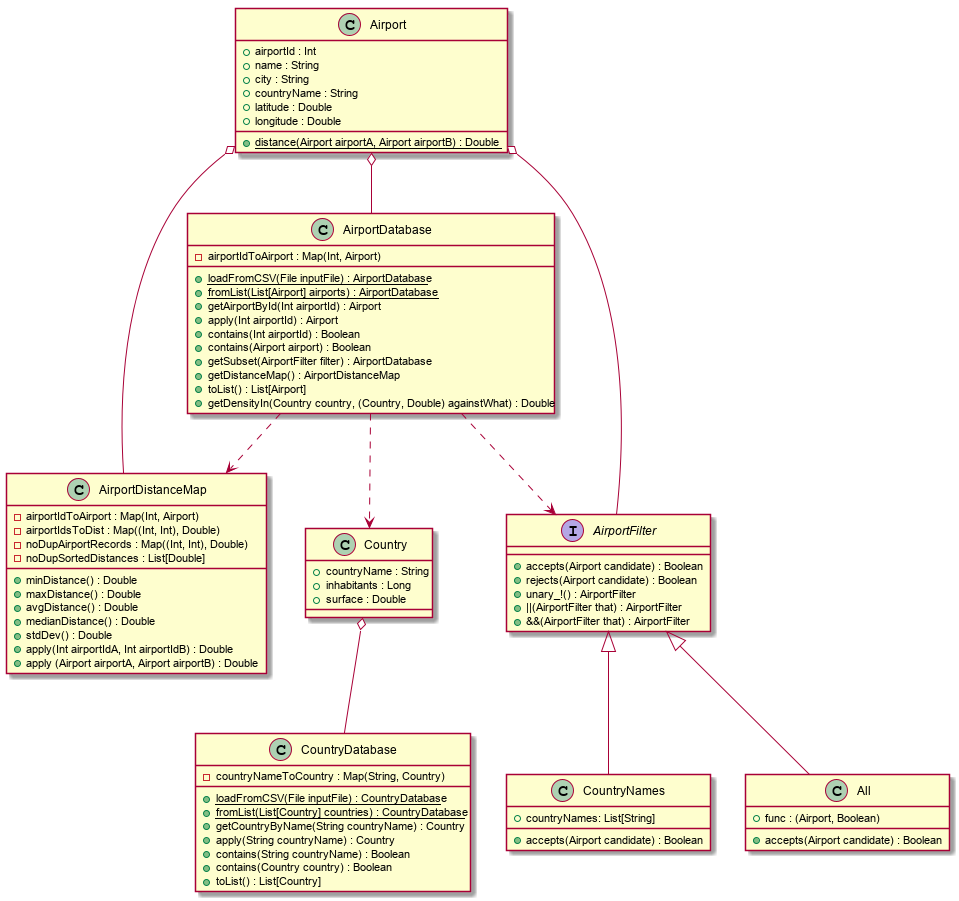 C Airport
airportId : Int
name : String
city : String
countryName : String
latitude : Double
longitude : Double
distance(Airport airportA, Airport airportB) : Double
C AirportDatabase
airportIdToAirport : Map(Int, Airport)
loadFromCSV(File inputFile) : AirportDatabase
fromList(List[Airport] airports) : AirportDatabase
getAirportById(Int airportId) : Airport
apply(Int airportId) : Airport
contains(Int airportId) : Boolean
contains(Airport airport) : Boolean
getSubset(AirportFilter filter) : AirportDatabase
getDistanceMap() : AirportDistanceMap
toList() : List[Airport]
getDensityIn(Country country, (Country, Double) againstWhat) : Double
C AirportDistanceMap
airportIdToAirport : Map(Int, Airport)
airportIdsToDist : Map((Int, Int), Double)
noDupAirportRecords : Map((Int, Int), Double)
noDupSortedDistances : List[Double]
minDistance() : Double
maxDistance() : Double
avgDistance() : Double
medianDistance() : Double
stdDev() : Double
apply(Int airportIdA, Int airportIdB) : Double
apply (Airport airportA, Airport airportB) : Double
C Country
countryName : String
inhabitants : Long
surface : Double
I AirportFilter
accepts(Airport candidate) : Boolean
rejects(Airport candidate) : Boolean
unary_!() : AirportFilter
||(AirportFilter that) : AirportFilter
&&(AirportFilter that) : AirportFilter
C CountryDatabase
countryNameToCountry : Map(String, Country)
loadFromCSV(File inputFile) : CountryDatabase
fromList(List[Country] countries) : CountryDatabase
getCountryByName(String countryName) : Country
apply(String countryName) : Country
contains(String countryName) : Boolean
contains(Country country) : Boolean
toList() : List[Country]
C CountryNames
countryNames: List[String]
accepts(Airport candidate) : Boolean
C All
func : (Airport, Boolean)
accepts(Airport candidate) : Boolean